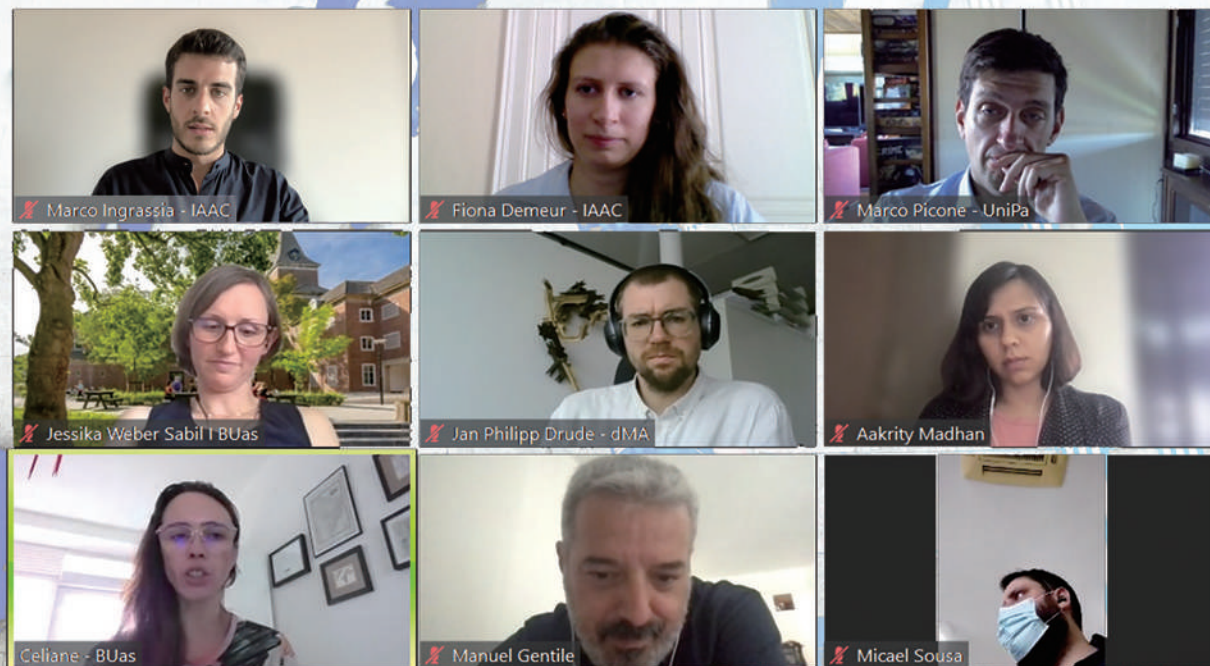 Marco Ingrassia - IAAC
Fiona Demeur - IAAC
Marco Picone - UniPa
Jessika Weber Sabil I BUas
Jan Philipp Drude - dMA
Aakrity Madhan
Celiane - BUas
Manuel Gentile
Micael Sousa